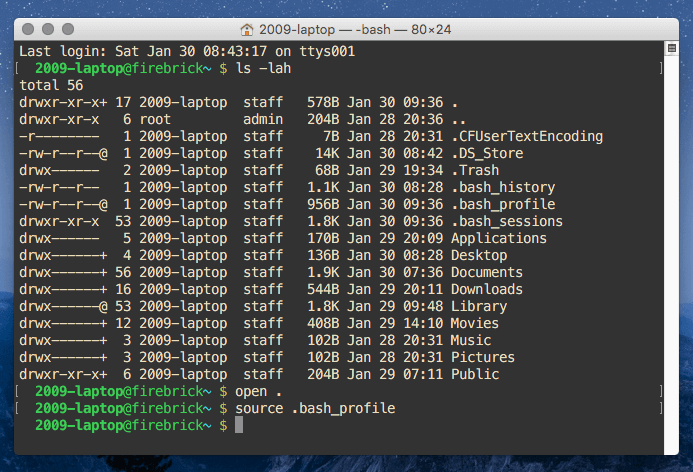 2009-laptop — -bash — 80×24
Last login: Sat Jan 30 08:43:17 on ttys001
[  2009-laptop@firebrick~ $ ls -lah                                        ]
total 56
drwxr-xr-x+ 17 2009-laptop  staff   578B Jan 30 09:36 .
drwxr-xr-x   6 root         admin   204B Jan 28 20:36 ..
-r--------   1 2009-laptop  staff     7B Jan 28 20:31 .CFUserTextEncoding
-rw-r--r--@  1 2009-laptop  staff    14K Jan 30 08:42 .DS_Store
drwx------   2 2009-laptop  staff    68B Jan 29 19:34 .Trash
-rw-r--r--   1 2009-laptop  staff   1.1K Jan 30 08:28 .bash_history
-rw-r--r--@  1 2009-laptop  staff   956B Jan 30 09:36 .bash_profile
drwxr-xr-x  53 2009-laptop  staff   1.8K Jan 30 09:36 .bash_sessions
drwx------   5 2009-laptop  staff   170B Jan 29 20:09 Applications
drwx------+  4 2009-laptop  staff   136B Jan 30 08:28 Desktop
drwx------+ 56 2009-laptop  staff   1.9K Jan 30 07:36 Documents
drwx------+ 16 2009-laptop  staff   544B Jan 29 20:11 Downloads
drwx------@ 53 2009-laptop  staff   1.8K Jan 29 09:48 Library
drwx------+ 12 2009-laptop  staff   408B Jan 29 14:10 Movies
drwx------+  3 2009-laptop  staff   102B Jan 28 20:31 Music
drwx------+  3 2009-laptop  staff   102B Jan 28 20:31 Pictures
drwxr-xr-x+  6 2009-laptop  staff   204B Jan 29 07:11 Public
[  2009-laptop@firebrick~ $ open .                                         ]
[  2009-laptop@firebrick~ $ source .bash_profile                           ]
2009-laptop@firebrick~ $